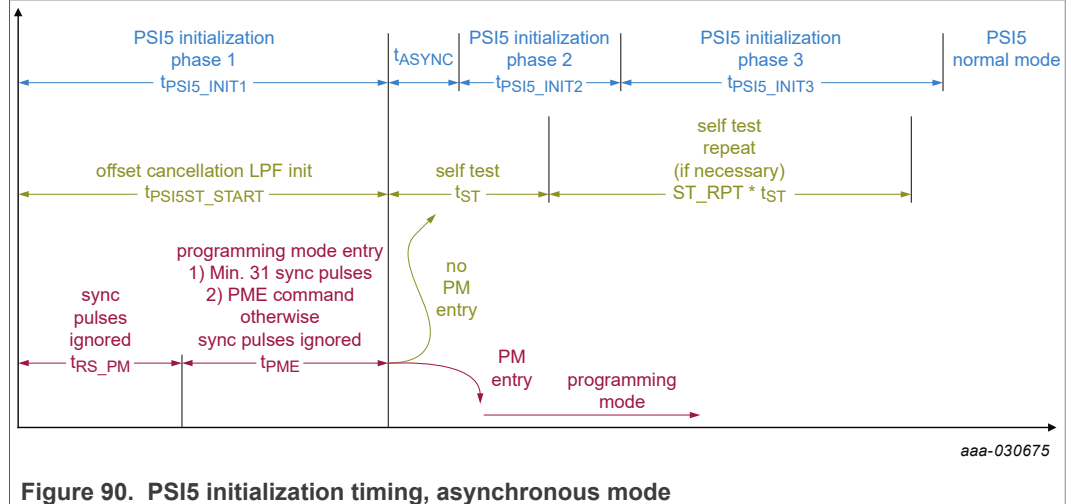 PSI5 initialization
phase 1
tPSI5_INIT1
tASYNC
PSI5 initialization
phase 2
tPSI5_INIT2
PSI5 initialization
phase 3
tPSI5_INIT3
PSI5
normal mode
offset cancellation LPF init
tPSI5ST_START
self test
tST
self test
repeat
(if necessary)
ST_RPT * tST
sync
pulses
ignored
tRS_PM
programming mode entry
1) Min. 31 sync pulses
2) PME command
otherwise
sync pulses ignored
tPME
no
PM
entry
PM
entry
programming
mode
aaa-030675
Figure 90. PSI5 initialization timing, asynchronous mode